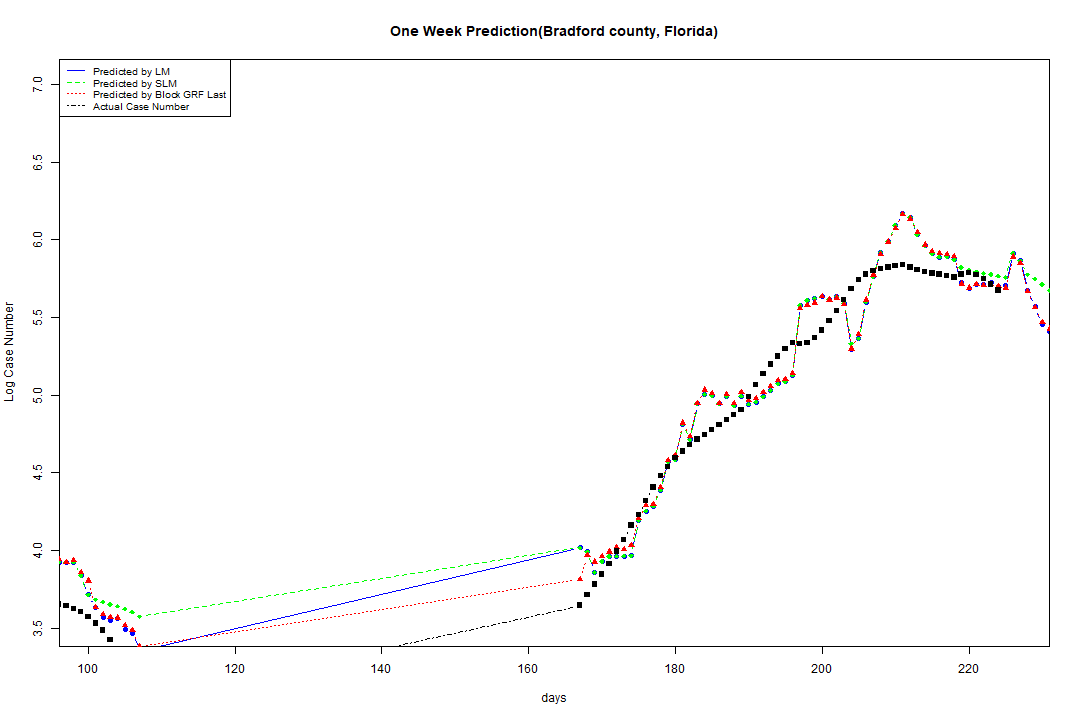 One Week Prediction(Bradford county, Florida)
Predicted by LM
Predicted by SLM
Predicted by Block GRF Last
Actual Case Number
7.0
6.5
6.0
5.5
5.0
4.5
4.0
3.5
Log Case Number
100 120 140 160 180 200 220
days